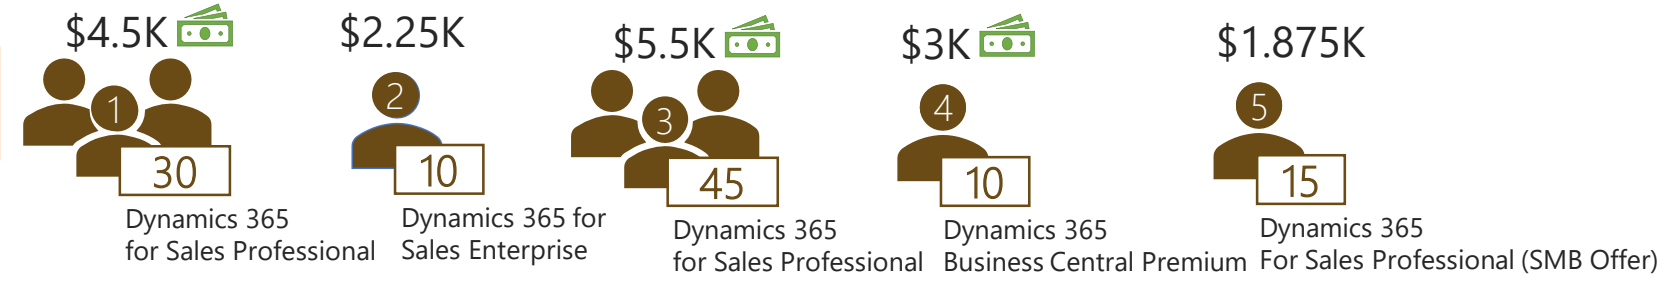 $4.5K
1
30
Dynamics 365
for Sales Professional
$2.25K
2
10
Dynamics 365 for
Sales Enterprise
$5.5K
3
45
Dynamics 365
for Sales Professional
$3K
4
10
Dynamics 365
Business Central Premium
$1.875K
5
15
Dynamics 365
For Sales Professional (SMB Offer)